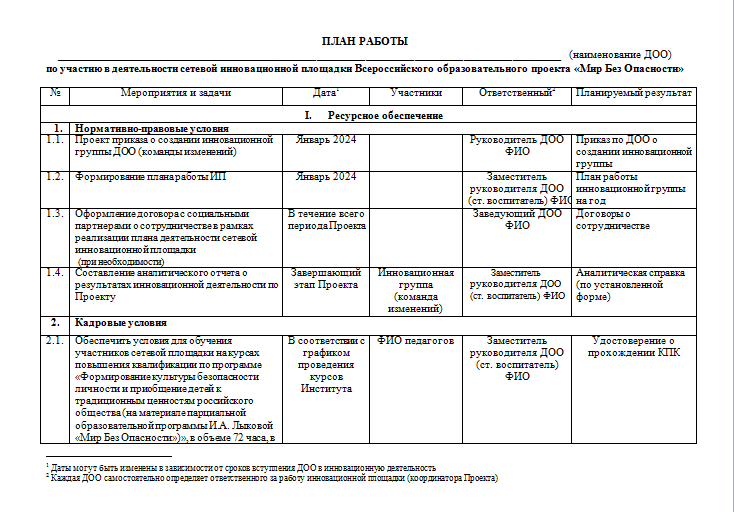 ПЛАН РАБОТЫ
(наименование ДОО)
по участию в деятельности сетевой инновационной площадки Всероссийского образовательного проекта «Мир Без Опасности»
№ Мероприятия и задачи Дата¹ Участники Ответственный² Планируемый результат
I. Ресурсное обеспечение
1. Нормативно-правовые условия
1.1. Проект приказа о создании инновационной Январь 2024 Руководитель ДОО Приказ по ДОО о
группы ДОО (команды изменений) ФИО создании инновационной
группы
1.2. Формирование плана работы ИП Январь 2024 Заместитель План работы
руководителя ДОО инновационной группы
(ст. воспитатель) ФИО на год
1.3. Оформление договора с социальными В течение всего Заведующий ДОО Договоры о
партнерами о сотрудничестве в рамках периода Проекта ФИО сотрудничестве
реализации плана деятельности сетевой
инновационной площадки
(при необходимости)
1.4. Составление аналитического отчета о Завершающий Инновационная Заместитель Аналитическая справка
результатах инновационной деятельности по этап Проекта группа руководителя ДОО (по установленной
Проекту (команда (ст. воспитатель) ФИО форме)
изменений)
2. Кадровые условия
2.1. Обеспечить условия для обучения В соответствии с ФИО педагогов Заместитель Удостоверение о
участников сетевой площадки на курсах графиком руководителя ДОО прохождении КПК
повышения квалификации по программе проведения (ст. воспитатель)
«Формирование культуры безопасности курсов ФИО
личности и приобщение детей к Института
традиционным ценностям российского
общества (на материале парциальной
образовательной программы И.А. Лыковой
«Мир Без Опасности»)», в объеме 72 часа, в
¹ Даты могут быть изменены в зависимости от сроков вступления ДОО в инновационную деятельность
² Каждая ДОО самостоятельно определяет ответственного за работу инновационной площадки (координатора Проекта)